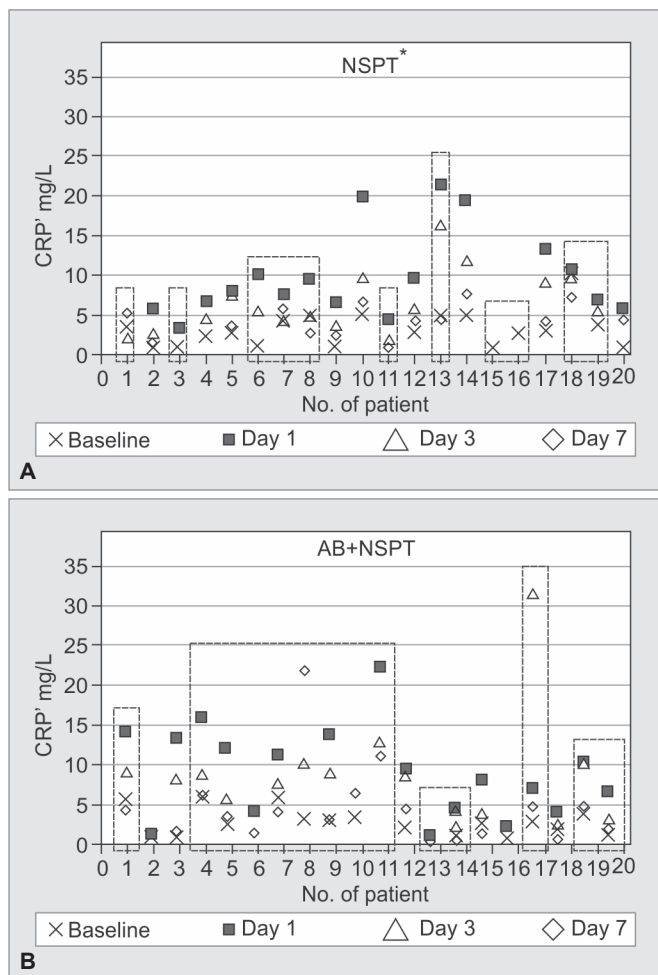 NSPT*
CRP' mg/L
35
30
25
20
15
10
5
0
0 1 2 3 4 5 6 7 8 9 10 11 12 13 14 15 16 17 18 19 20
No. of patient
Baseline Day 1 Day 3 Day 7
A
AB+NSPT
CRP' mg/L
35
30
25
20
15
10
5
0
0 1 2 3 4 5 6 7 8 9 10 11 12 13 14 15 16 17 18 19 20
No. of patient
Baseline Day 1 Day 3 Day 7
B